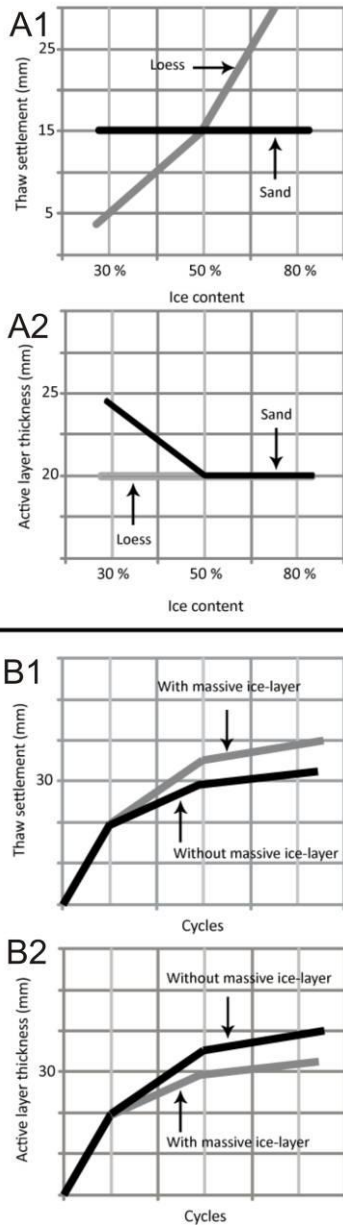 A1
Thaw settlement (mm)
25
15
5
Loess
Sand
30 %
50 %
80 %
Ice content
A2
Active layer thickness (mm)
25
20
Sand
Loess
30 %
50 %
80 %
Ice content
B1
Thaw settlement (mm)
30
With massive ice-layer
Without massive ice-layer
Cycles
B2
Active layer thickness (mm)
30
Without massive ice-layer
With massive ice-layer
Cycles